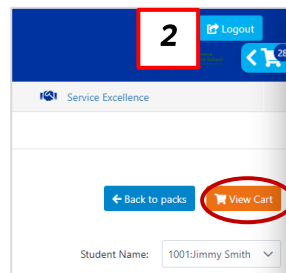 2
Logout
28
Service Excellence
Back to packs
View Cart
Student Name: 1001:Jimmy Smith